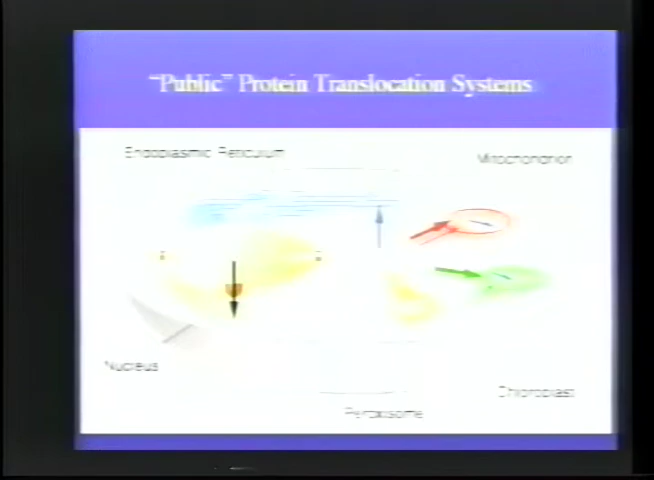 “Public” Protein Translocation Systems
Endoplasmic Reticulum
Mitochondrion
Nucleus
Chloroplast
Peroxisome